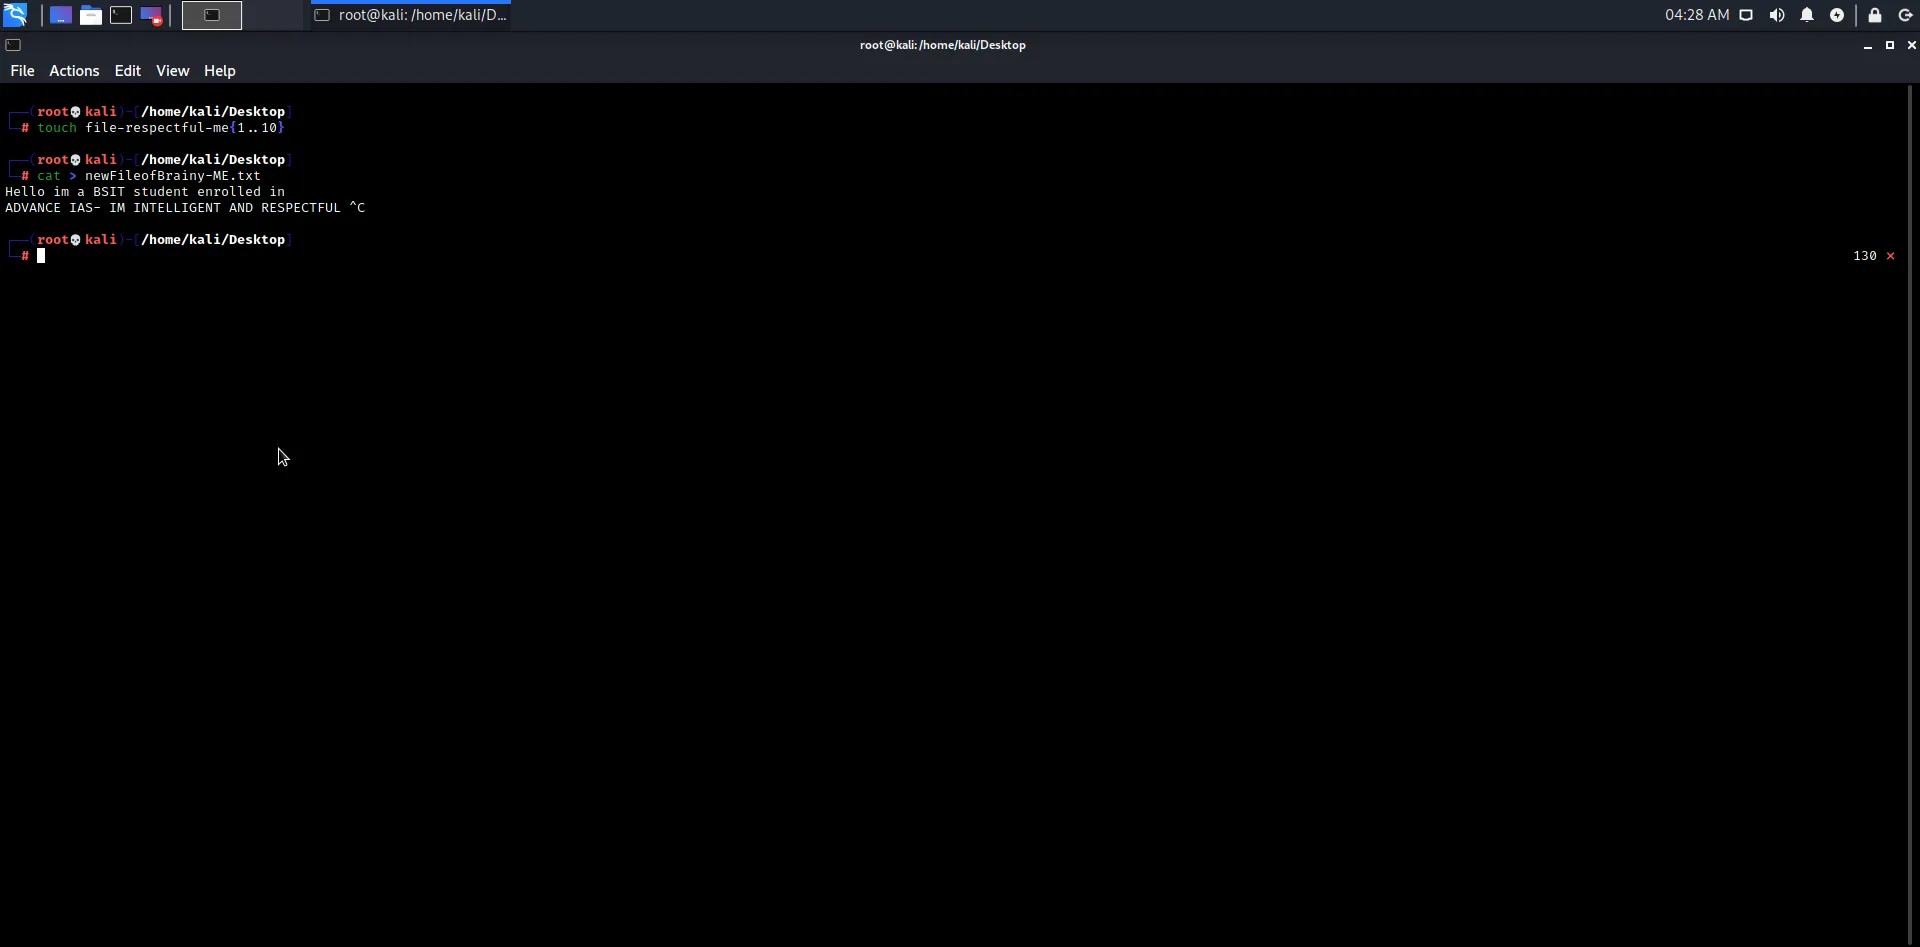 root@kali: /home/kali/D...
04:28 AM
root@kali:/home/kali/Desktop
File Actions Edit View Help
(root💀kali)-[/home/kali/Desktop]
# touch file-respectful-me{1..10}
(root💀kali)-[/home/kali/Desktop]
# cat > newFileofBrainy-ME.txt
Hello im a BSIT student enrolled in
ADVANCE IAS- IM INTELLIGENT AND RESPECTFUL ^C
(root💀kali)-[/home/kali/Desktop]
# 130 ×